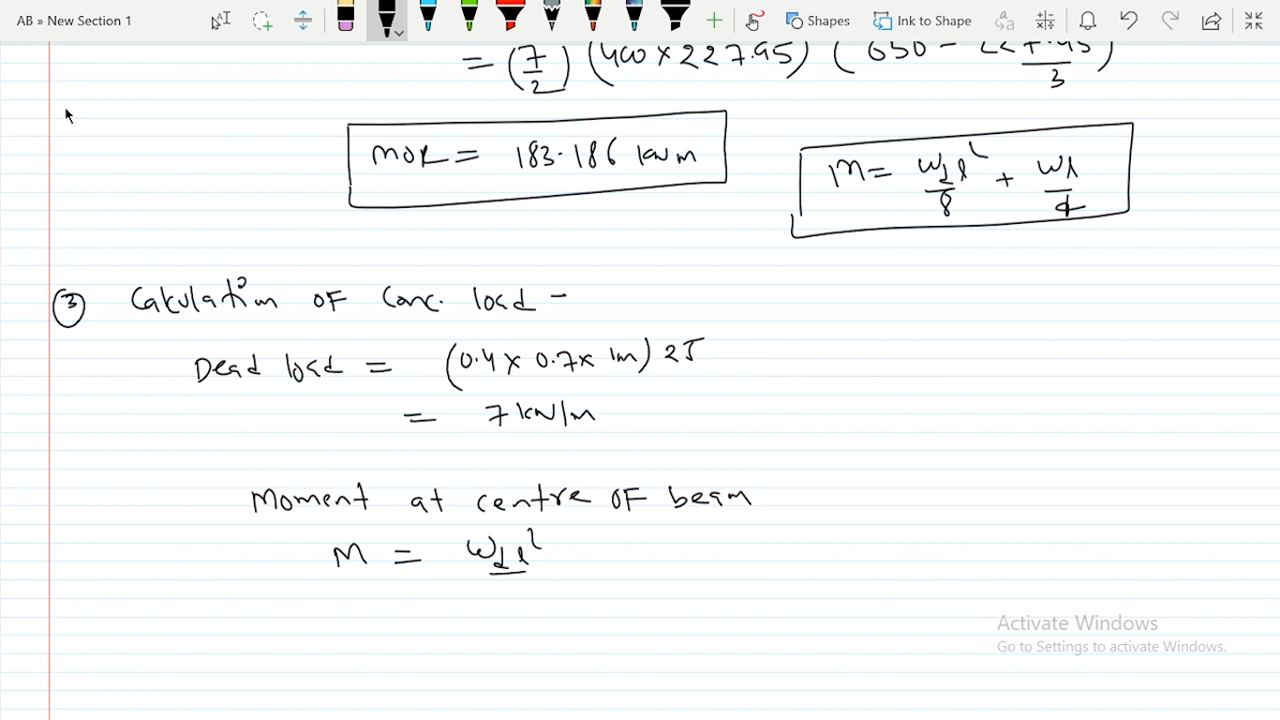 AB » New Section 1
Shapes
Ink to Shape
= (7/2) (400 × 227.95) (650 - 227.95/3)
MOR = 183.186 kNm
M = w_d l²/8 + wl/4
③ Calculation OF Conc. load -
Dead load = (0.4 × 0.7 × 1m) 25
= 7 kN/m
Moment at centre OF beam
M = w_d l²
Activate Windows
Go to Settings to activate Windows.